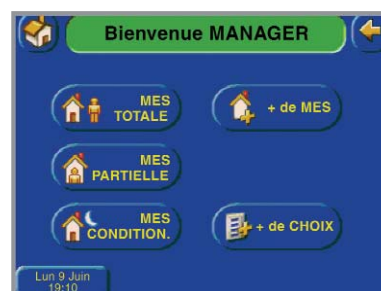 Bienvenue MANAGER
MES
TOTALE
+ de MES
MES
PARTIELLE
MES
CONDITION.
+ de CHOIX
Lun 9 Juin
19:10